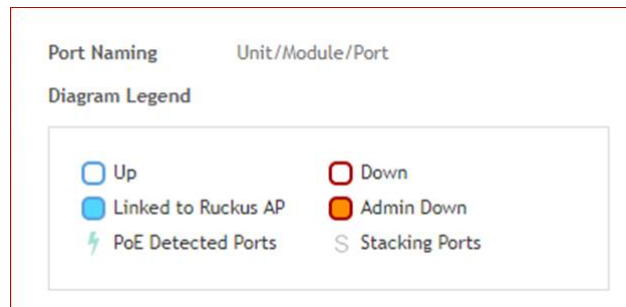 Port Naming Unit/Module/Port
Diagram Legend
Up Down
Linked to Ruckus AP Admin Down
PoE Detected Ports S Stacking Ports